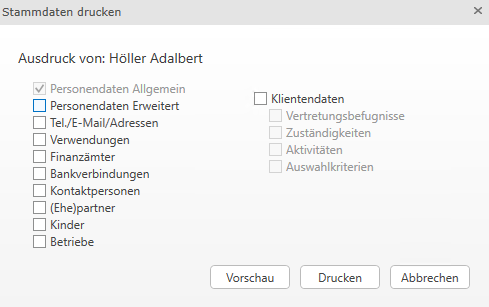 Stammdaten drucken
Ausdruck von: Höller Adalbert
Personendaten Allgemein
Personendaten Erweitert
Tel./E-Mail/Adressen
Verwendungen
Finanzämter
Bankverbindungen
Kontaktpersonen
(Ehe)partner
Kinder
Betriebe
Klientendaten
Vertretungsbefugnisse
Zuständigkeiten
Aktivitäten
Auswahlkriterien
Vorschau Drucken Abbrechen